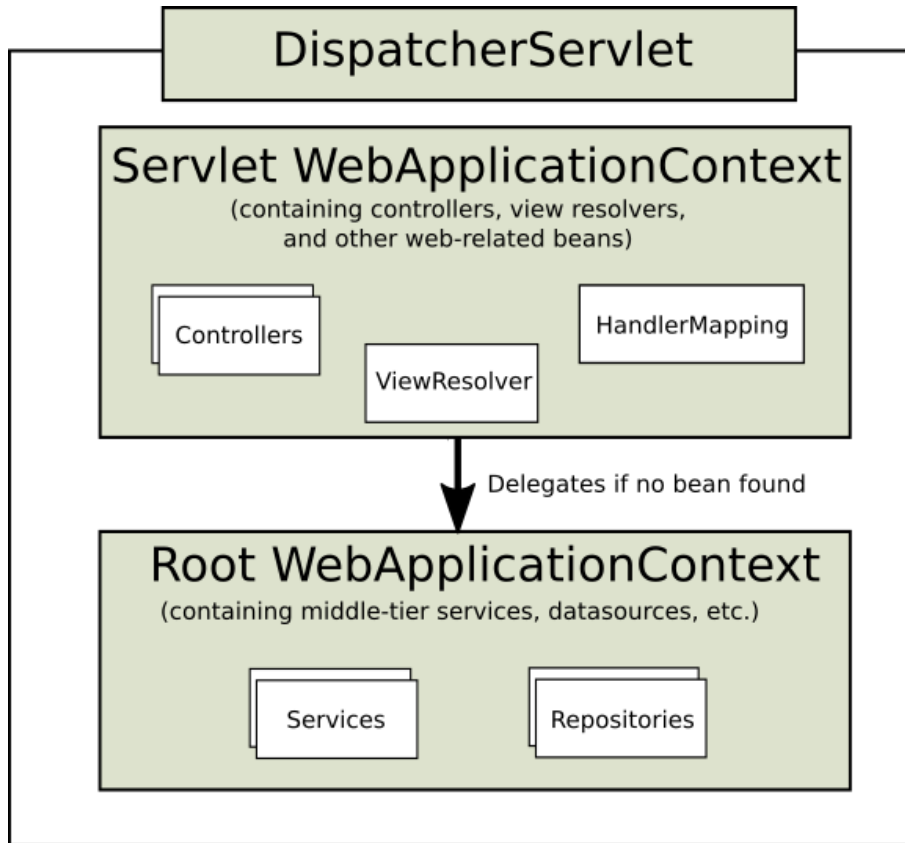 DispatcherServlet
Servlet WebApplicationContext
(containing controllers, view resolvers,
and other web-related beans)
Controllers
HandlerMapping
ViewResolver
Delegates if no bean found
Root WebApplicationContext
(containing middle-tier services, datasources, etc.)
Services
Repositories